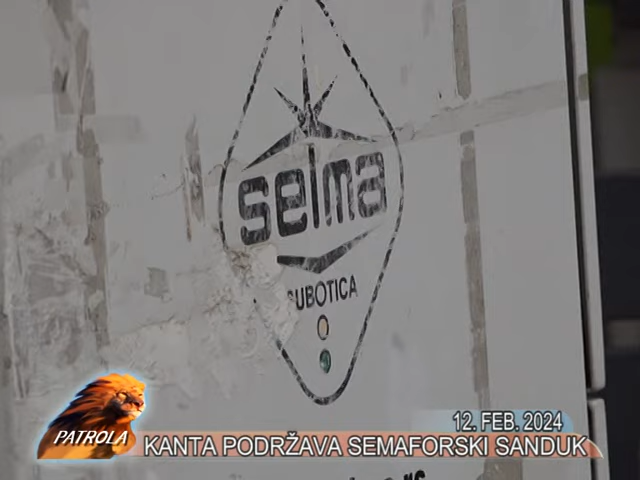 selma
SUBOTICA
12. FEB. 2024
PATROLA
KANTA PODRŽAVA SEMAFORSKI SANDUK